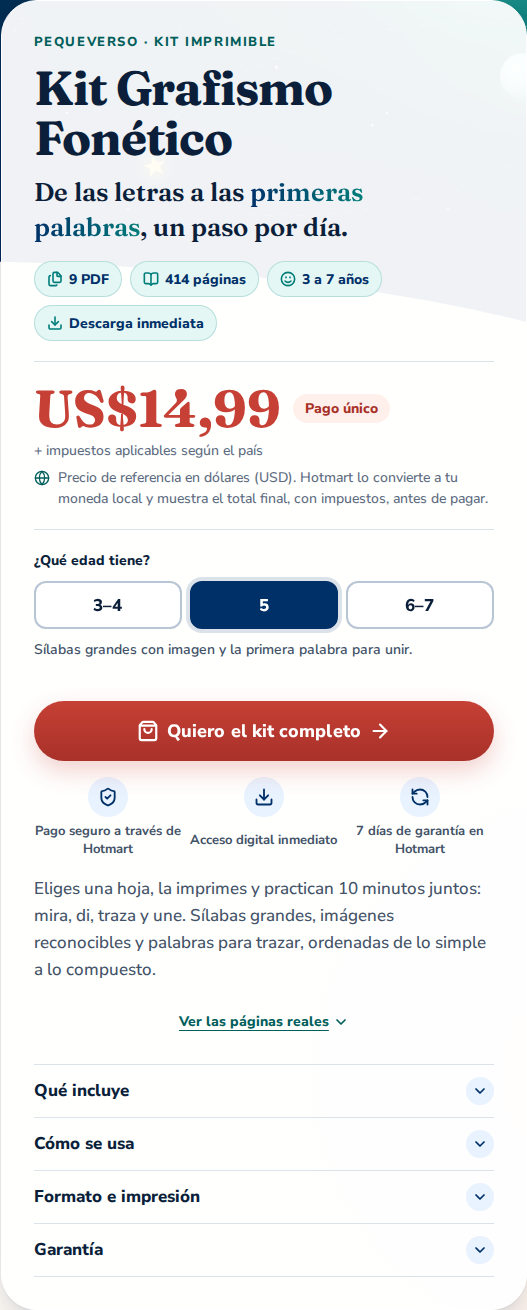 PEQUEVERSO · KIT IMPRIMIBLE
Kit Grafismo
Fonético
De las letras a las primeras
palabras, un paso por día.
9 PDF
414 páginas
3 a 7 años
Descarga inmediata
US$14,99
Pago único
+ impuestos aplicables según el país
Precio de referencia en dólares (USD). Hotmart lo convierte a tu
moneda local y muestra el total final, con impuestos, antes de pagar.
¿Qué edad tiene?
3–4
5
6–7
Sílabas grandes con imagen y la primera palabra para unir.
Quiero el kit completo
Pago seguro a través de
Hotmart
Acceso digital inmediato
7 días de garantía en
Hotmart
Eliges una hoja, la imprimes y practican 10 minutos juntos:
mira, di, traza y une. Sílabas grandes, imágenes
reconocibles y palabras para trazar, ordenadas de lo simple
a lo compuesto.
Ver las páginas reales
Qué incluye
Cómo se usa
Formato e impresión
Garantía